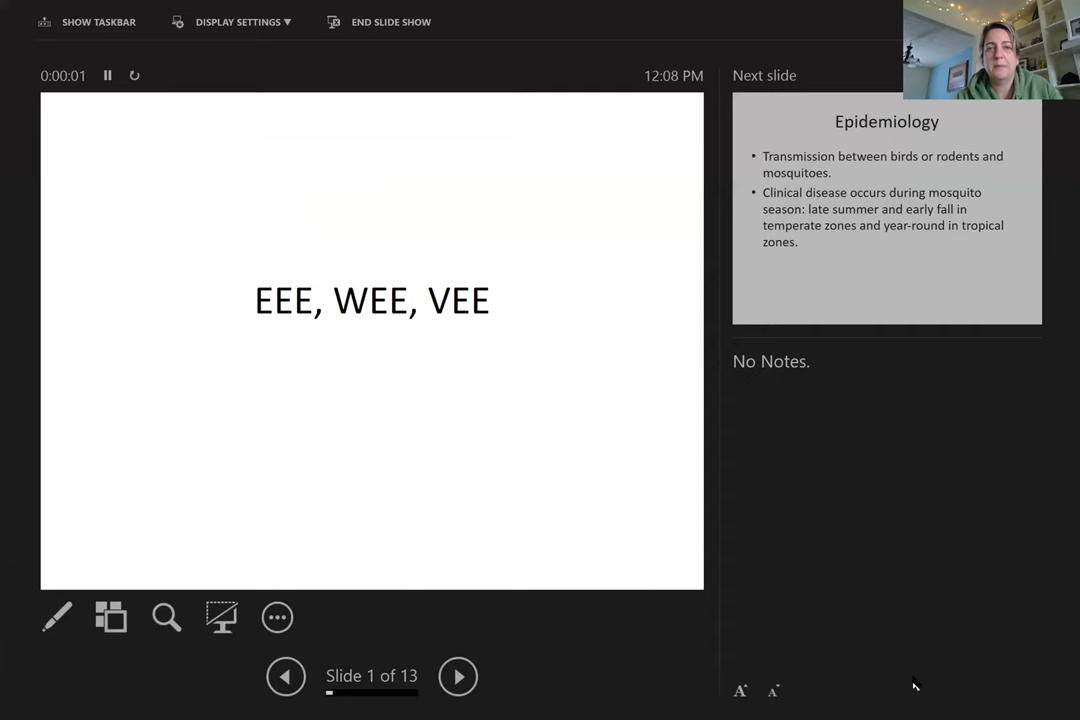 SHOW TASKBAR
DISPLAY SETTINGS ▼
END SLIDE SHOW
0:00:01
12:08 PM
EEE, WEE, VEE
Slide 1 of 13
Next slide
Epidemiology
• Transmission between birds or rodents and
mosquitoes.
• Clinical disease occurs during mosquito
season: late summer and early fall in
temperate zones and year-round in tropical
zones.
No Notes.
A A